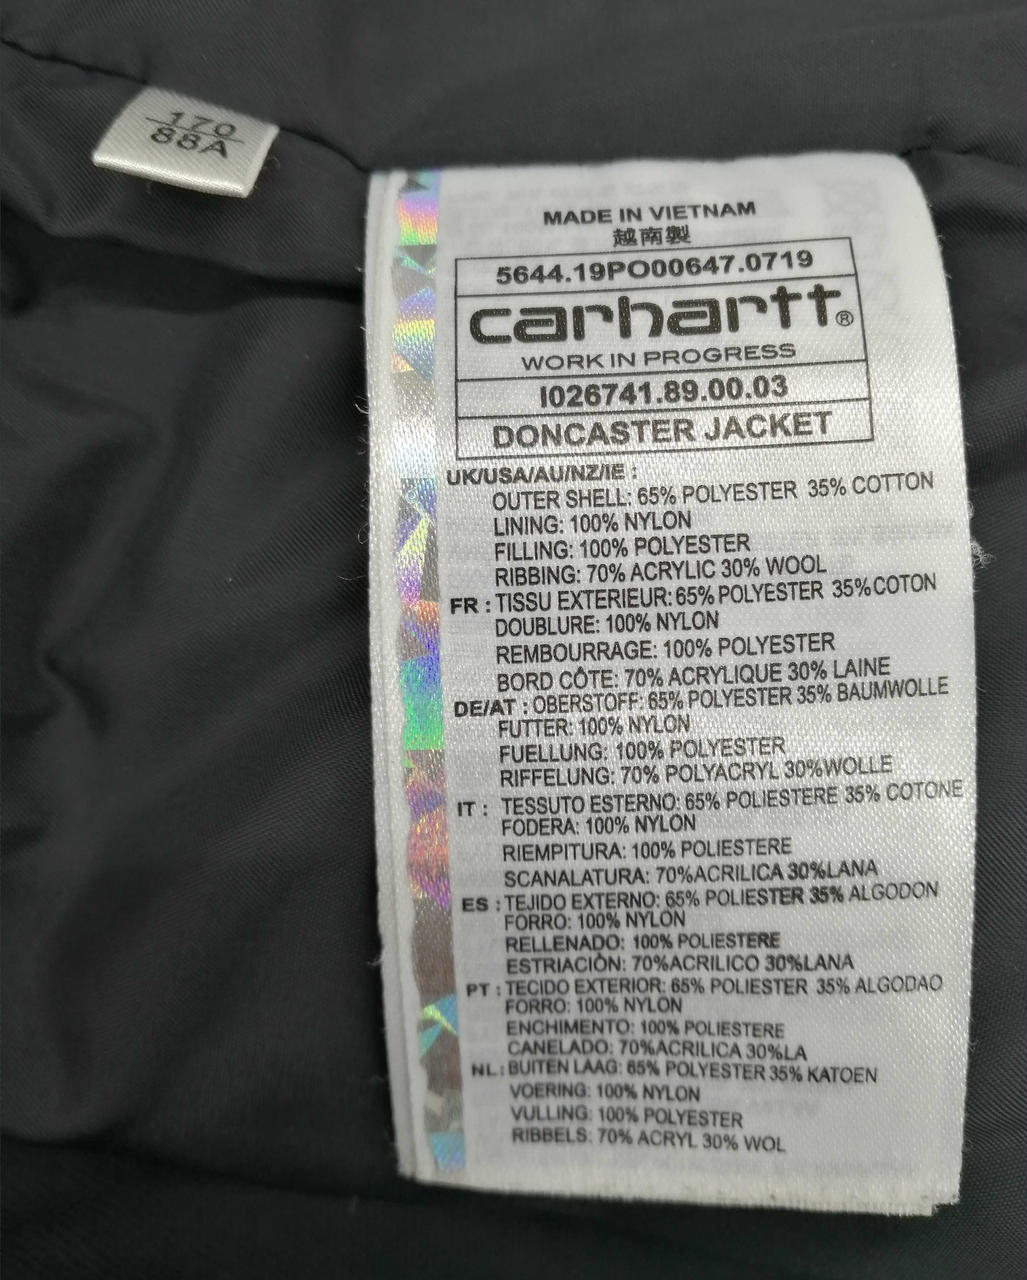 170
88A
MADE IN VIETNAM
越南製
5644.19PO00647.0719
carhartt®
WORK IN PROGRESS
I026741.89.00.03
DONCASTER JACKET
UK/USA/AU/NZ/IE :
OUTER SHELL: 65% POLYESTER 35% COTTON
LINING: 100% NYLON
FILLING: 100% POLYESTER
RIBBING: 70% ACRYLIC 30% WOOL
FR : TISSU EXTERIEUR: 65% POLYESTER 35%COTON
DOUBLURE: 100% NYLON
REMBOURRAGE: 100% POLYESTER
BORD CÔTE: 70% ACRYLIQUE 30% LAINE
DE/AT : OBERSTOFF: 65% POLYESTER 35% BAUMWOLLE
FUTTER: 100% NYLON
FUELLUNG: 100% POLYESTER
RIFFELUNG: 70% POLYACRYL 30%WOLLE
IT : TESSUTO ESTERNO: 65% POLIESTERE 35% COTONE
FODERA: 100% NYLON
RIEMPITURA: 100% POLIESTERE
SCANALATURA: 70%ACRILICA 30%LANA
ES : TEJIDO EXTERNO: 65% POLIESTER 35% ALGODON
FORRO: 100% NYLON
RELLENADO: 100% POLIESTERE
ESTRIACIÒN: 70%ACRILICO 30%LANA
PT : TECIDO EXTERIOR: 65% POLIESTER 35% ALGODAO
FORRO: 100% NYLON
ENCHIMENTO: 100% POLIESTERE
CANELADO: 70%ACRILICA 30%LA
NL : BUITEN LAAG: 65% POLYESTER 35% KATOEN
VOERING: 100% NYLON
VULLING: 100% POLYESTER
RIBBELS: 70% ACRYL 30% WOL